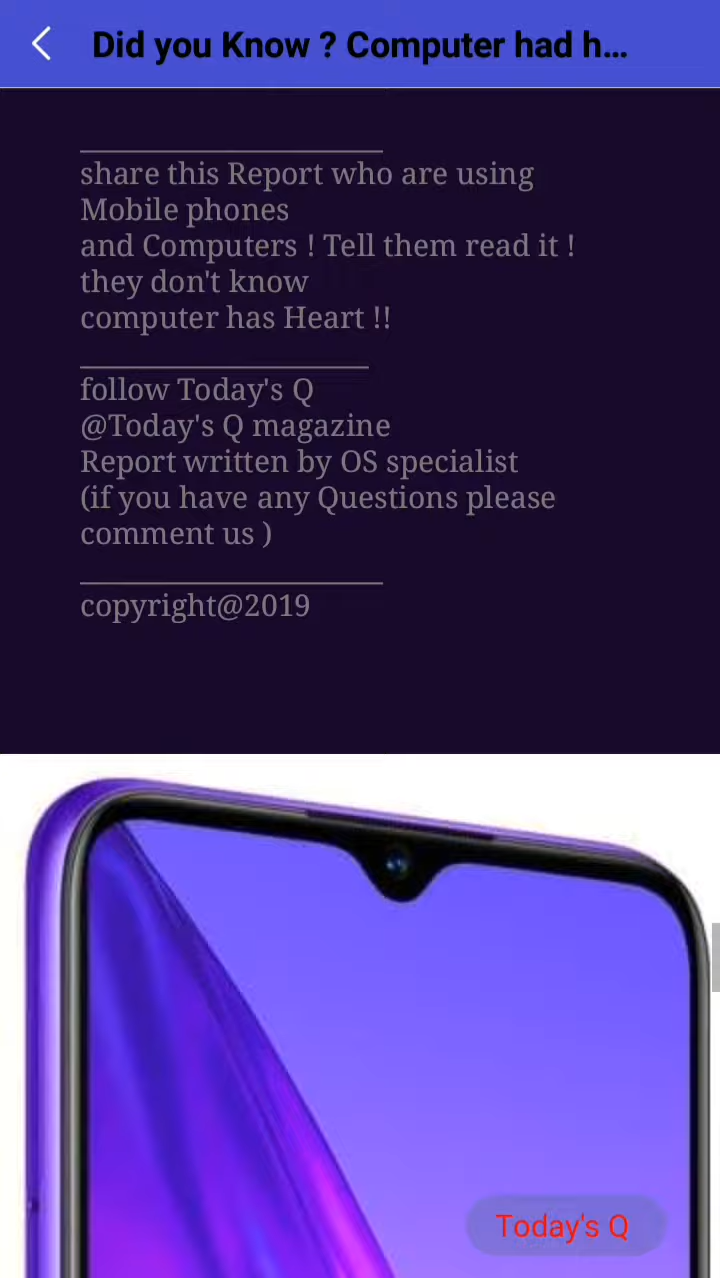 Did you Know ? Computer had h...
share this Report who are using
Mobile phones
and Computers ! Tell them read it !
they don't know
computer has Heart !!
follow Today's Q
@Today's Q magazine
Report written by OS specialist
(if you have any Questions please
comment us )
copyright@2019
Today's Q